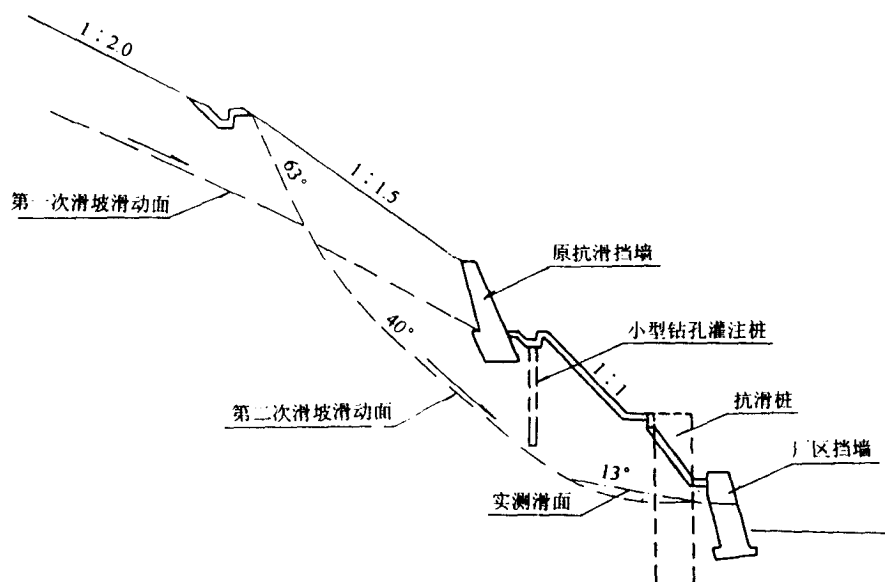 1：2.0
63°
1：1.5
第一次滑坡滑动面
原抗滑挡墙
40°
小型钻孔灌注桩
1：1
第二次滑坡滑动面
抗滑桩
厂区挡墙
13°
实测滑面